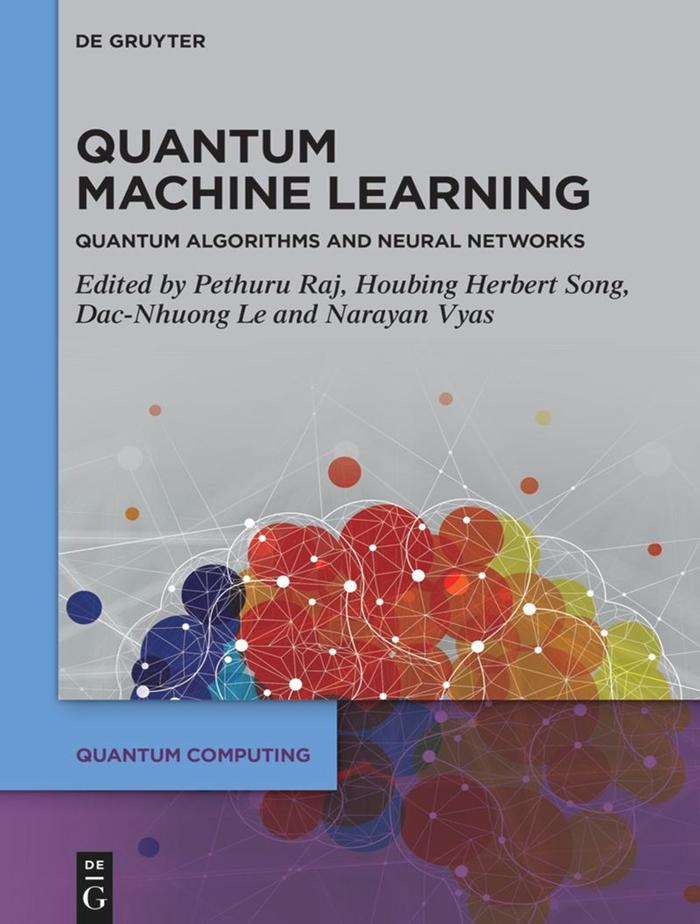 DE GRUYTER
QUANTUM
MACHINE LEARNING
QUANTUM ALGORITHMS AND NEURAL NETWORKS
Edited by Pethuru Raj, Houbing Herbert Song,
Dac-Nhuong Le and Narayan Vyas
QUANTUM COMPUTING
DE
G